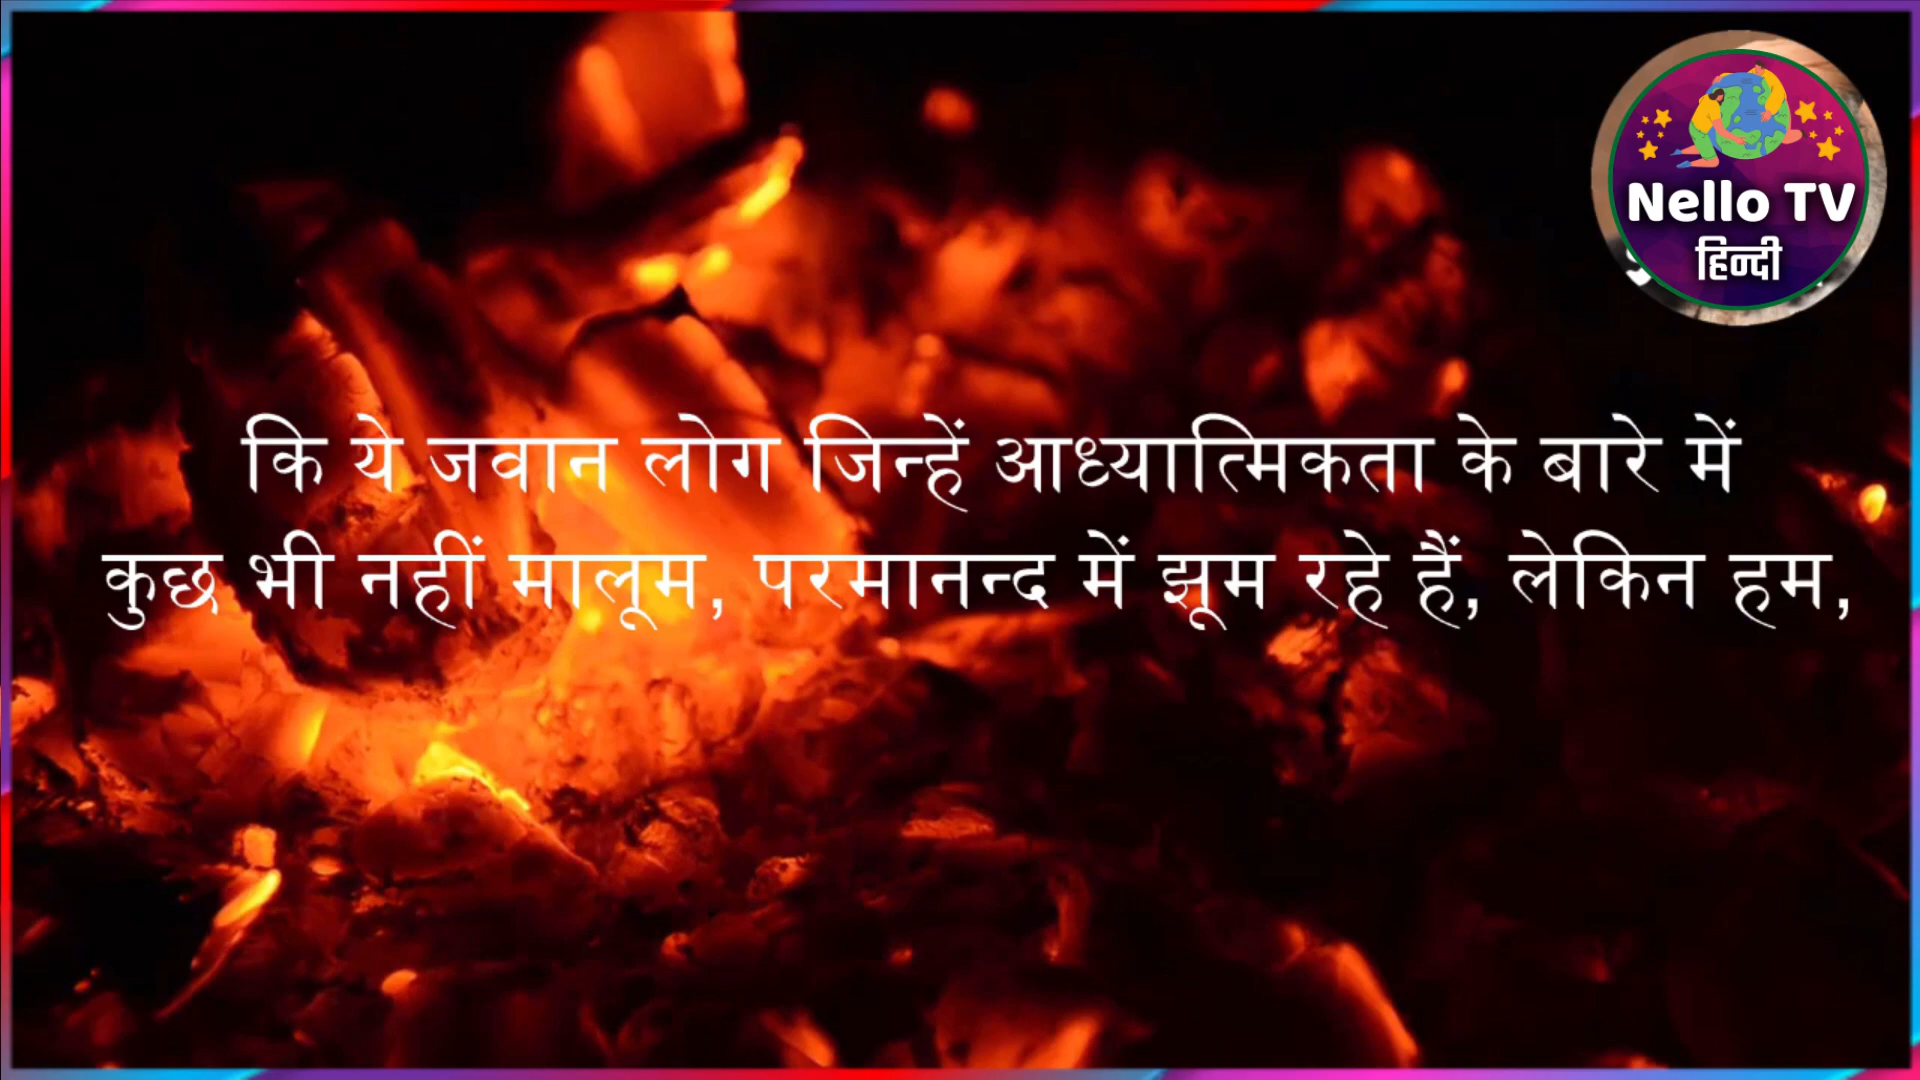 Nello TV
हिन्दी
कि ये जवान लोग जिन्हें आध्यात्मिकता के बारे में
कुछ भी नहीं मालूम, परमानन्द में झूम रहे हैं, लेकिन हम,